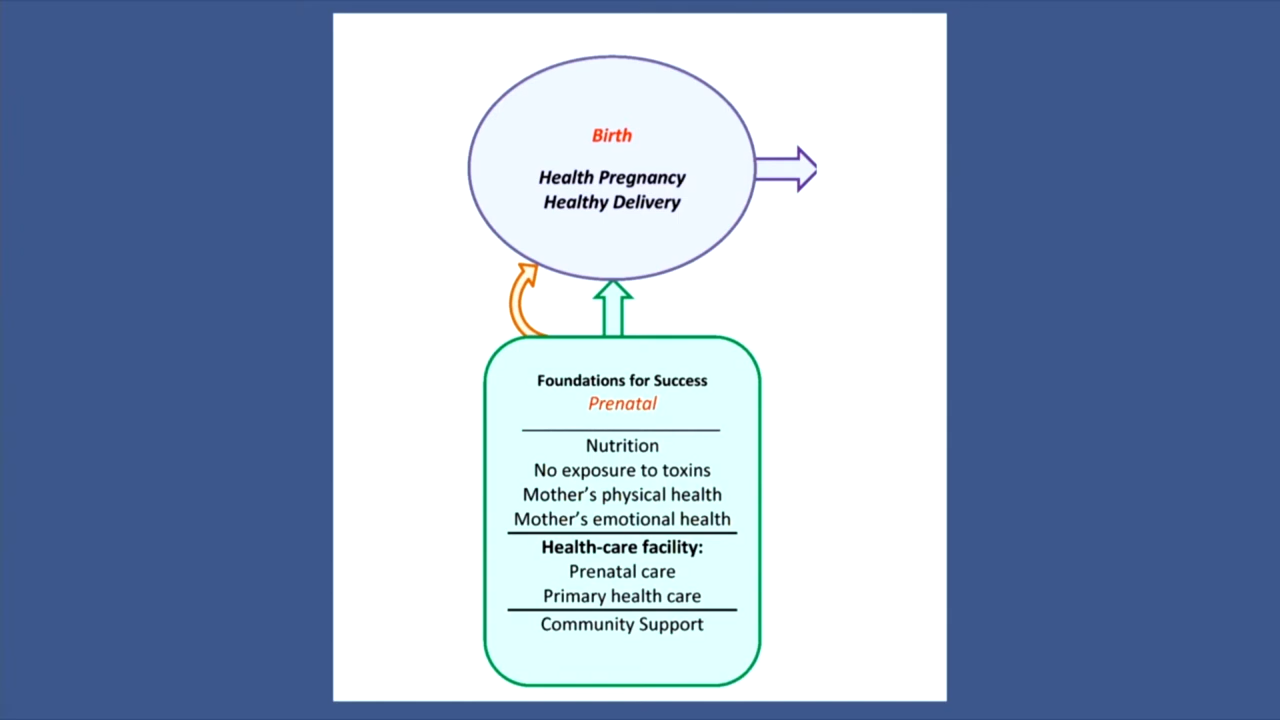 Birth
Health Pregnancy
Healthy Delivery
Foundations for Success
Prenatal
Nutrition
No exposure to toxins
Mother’s physical health
Mother’s emotional health
Health-care facility:
Prenatal care
Primary health care
Community Support